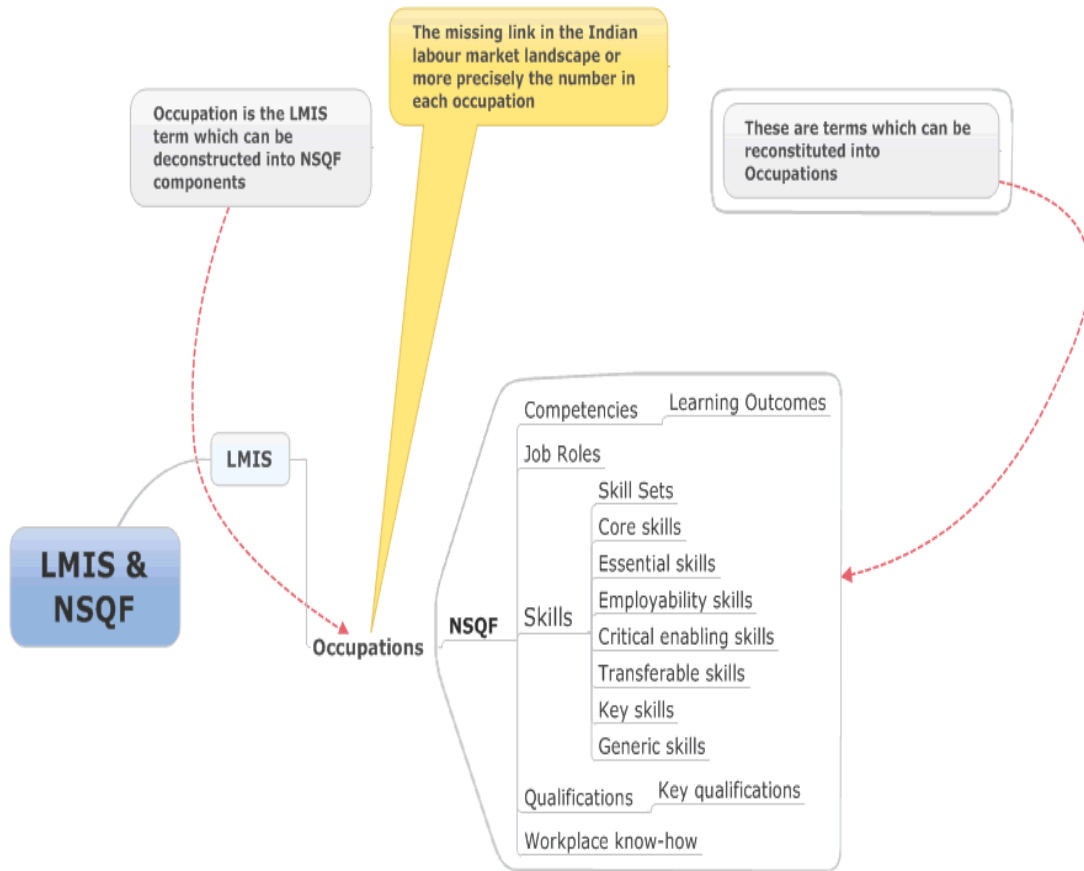 The missing link in the Indian
labour market landscape or
more precisely the number in
each occupation
Occupation is the LMIS
term which can be
deconstructed into NSQF
components
These are terms which can be
reconstituted into
Occupations
LMIS &
NSQF
LMIS
Occupations
NSQF
Competencies
Learning Outcomes
Job Roles
Skills
Skill Sets
Core skills
Essential skills
Employability skills
Critical enabling skills
Transferable skills
Key skills
Generic skills
Qualifications
Key qualifications
Workplace know-how